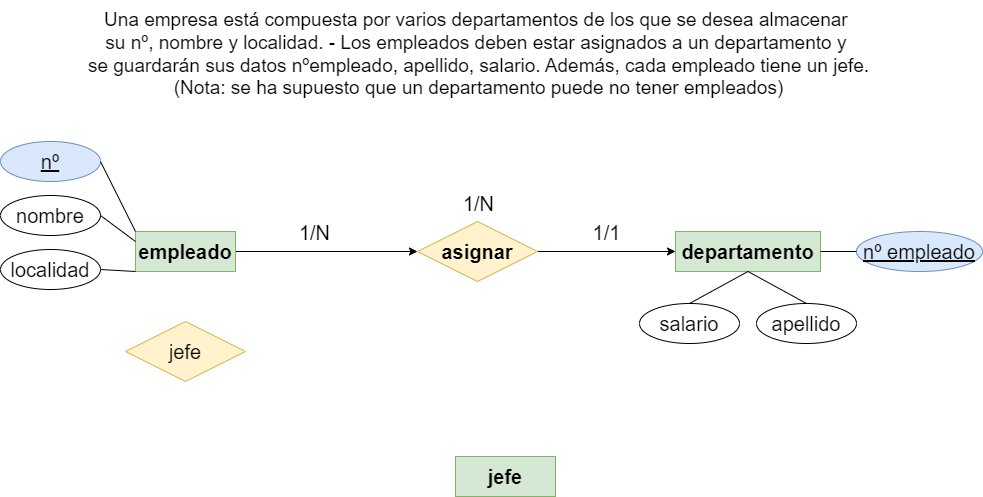 Una empresa está compuesta por varios departamentos de los que se desea almacenar
su nº, nombre y localidad. - Los empleados deben estar asignados a un departamento y
se guardarán sus datos nºempleado, apellido, salario. Además, cada empleado tiene un jefe.
(Nota: se ha supuesto que un departamento puede no tener empleados)
nº
nombre
localidad
empleado
1/N
1/N
asignar
1/1
departamento
nº empleado
salario
apellido
jefe
jefe